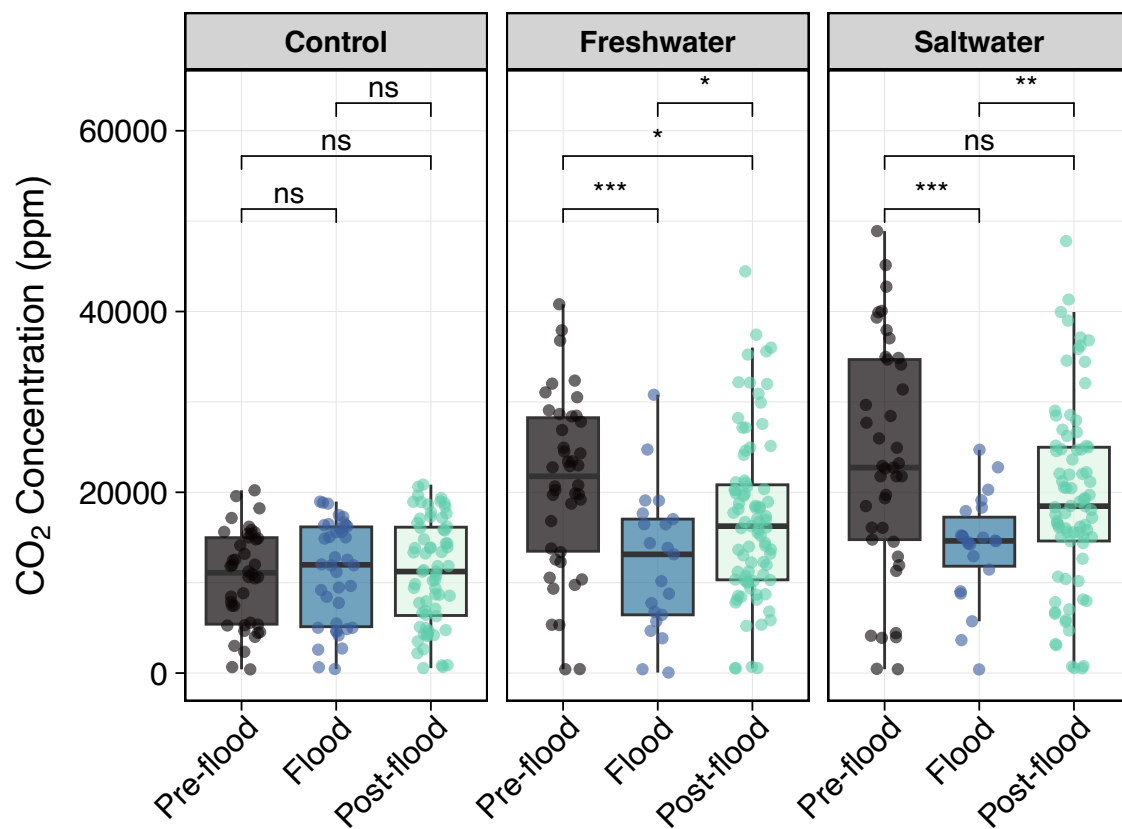 Control
Freshwater
Saltwater
CO₂ Concentration (ppm)
60000
40000
20000
0
ns
ns
ns
*
*
***
**
ns
***
Pre-flood
Flood
Post-flood
Pre-flood
Flood
Post-flood
Pre-flood
Flood
Post-flood